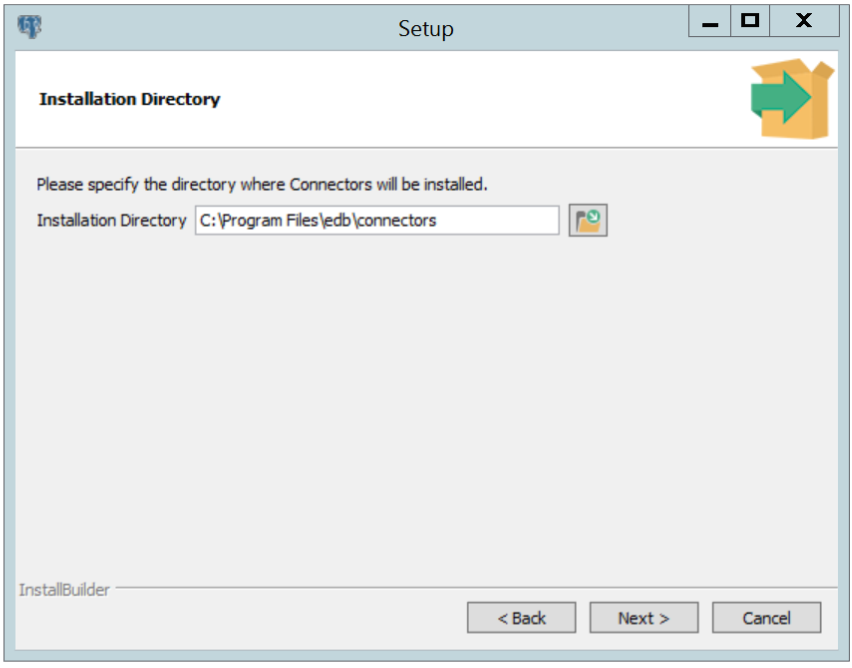 Setup
Installation Directory
Please specify the directory where Connectors will be installed.
Installation Directory C:\Program Files\edb\connectors
InstallBuilder
< Back Next > Cancel